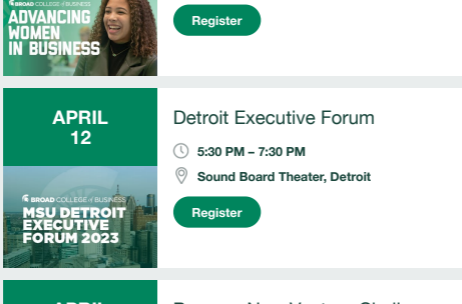 BROAD COLLEGE of BUSINESS
ADVANCING
WOMEN
IN BUSINESS
Register
APRIL
12
Detroit Executive Forum
5:30 PM – 7:30 PM
Sound Board Theater, Detroit
BROAD COLLEGE of BUSINESS
MSU DETROIT
EXECUTIVE
FORUM 2023
Register
APRIL